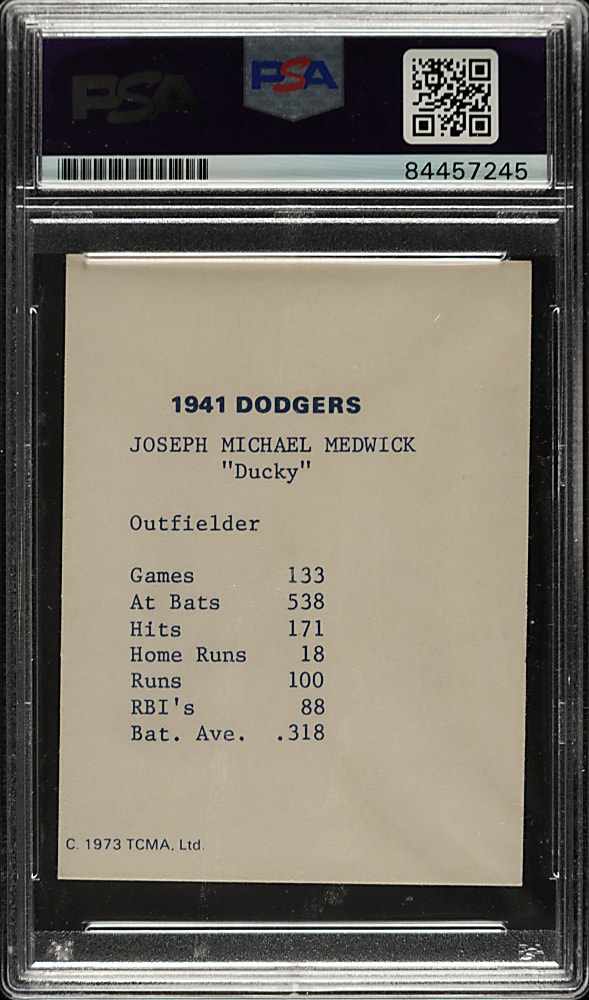 PSA
PSA
84457245
1941 DODGERS
JOSEPH MICHAEL MEDWICK
"Ducky"
Outfielder
Games 133
At Bats 538
Hits 171
Home Runs 18
Runs 100
RBI's 88
Bat. Ave. .318
C. 1973 TCMA, Ltd.